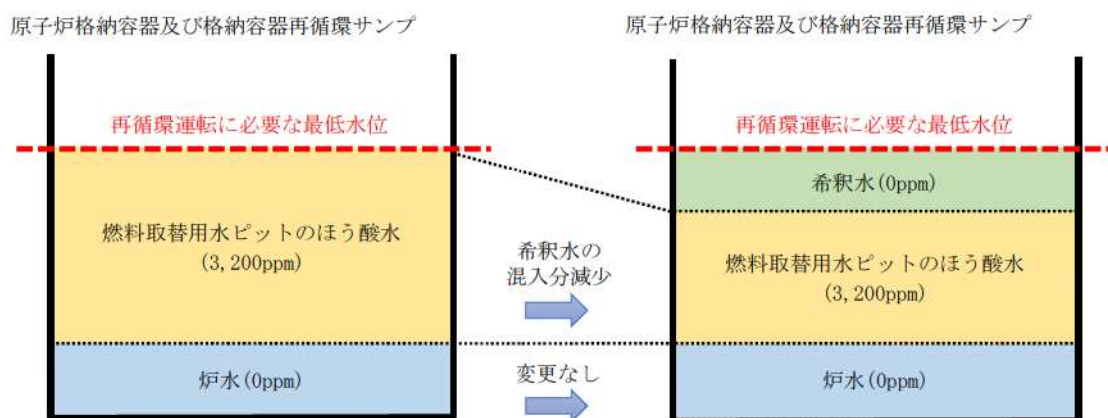 原子炉格納容器及び格納容器再循環サンプ
再循環運転に必要な最低水位
燃料取替用水ピットのほう酸水
(3,200ppm)
炉水(0ppm)
希釈水の
混入分減少
変更なし
原子炉格納容器及び格納容器再循環サンプ
再循環運転に必要な最低水位
希釈水(0ppm)
燃料取替用水ピットのほう酸水
(3,200ppm)
炉水(0ppm)